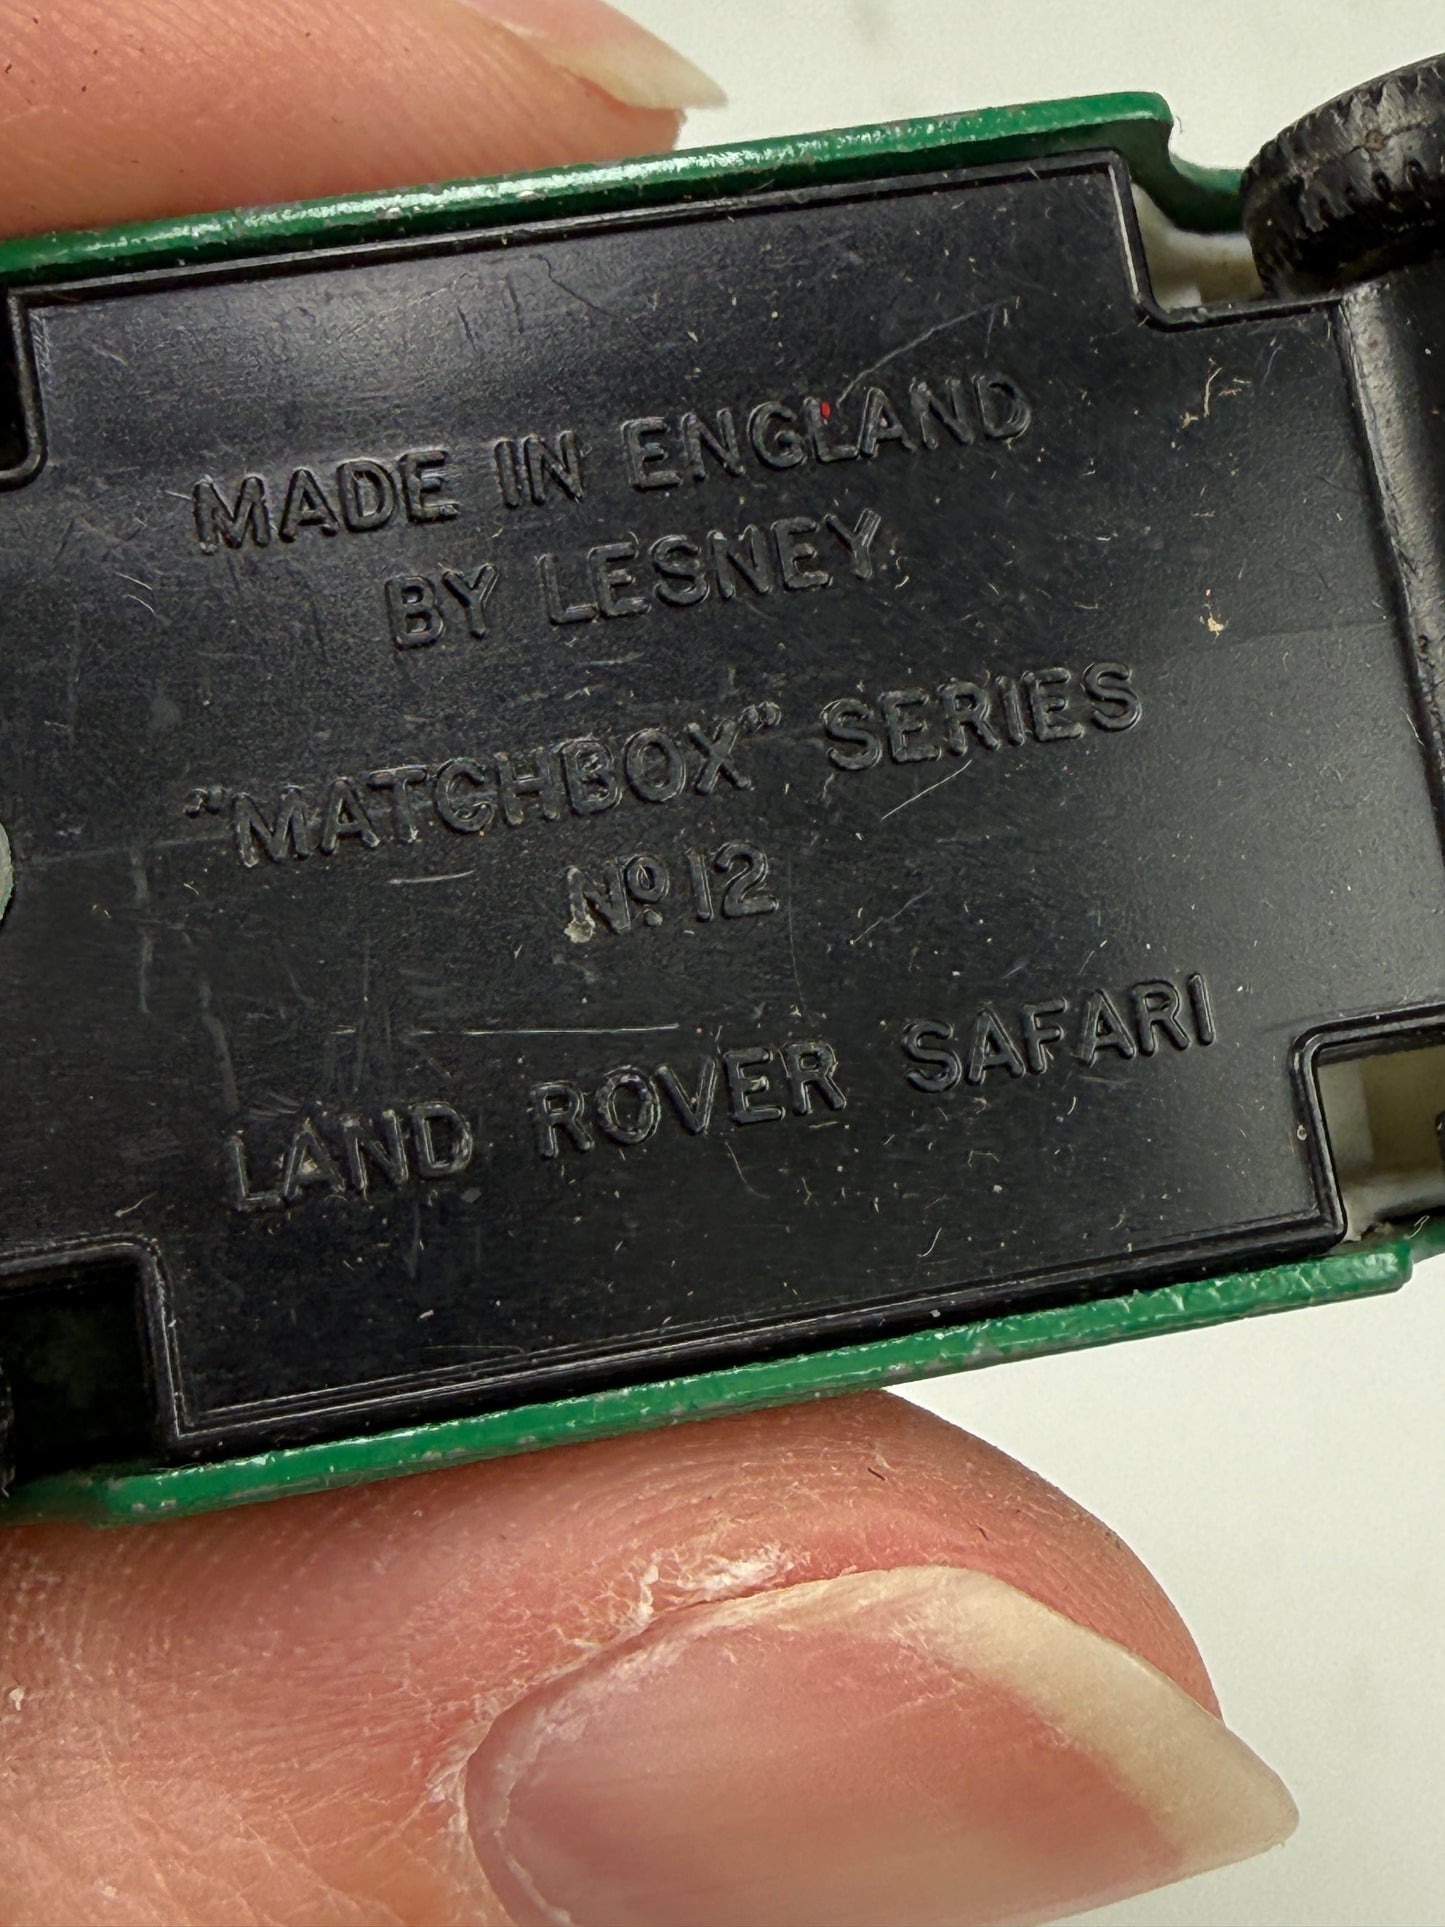 MADE IN ENGLAND
BY LESNEY
"MATCHBOX" SERIES
Nº 12
LAND ROVER SAFARI